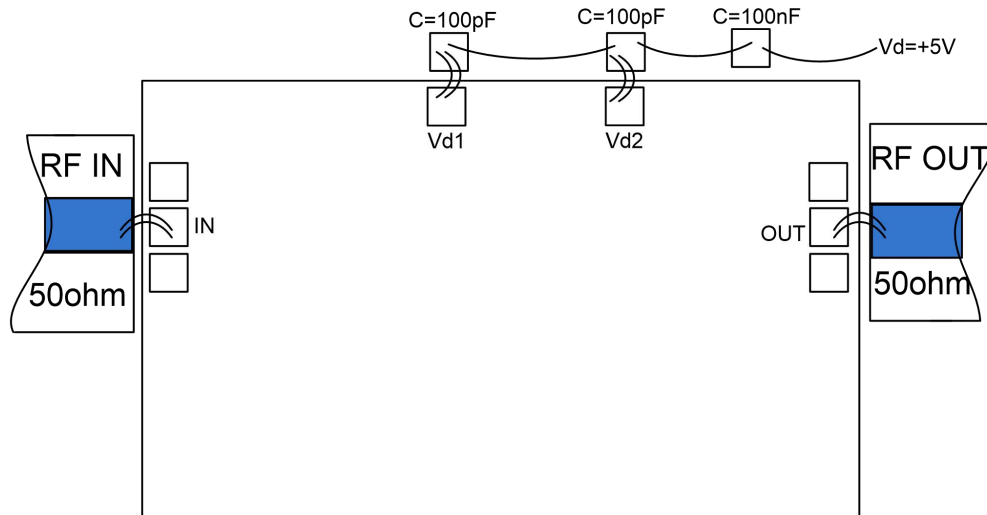 C=100pF
C=100pF
C=100nF
Vd=+5V
Vd1
Vd2
RF IN
IN
50ohm
RF OUT
OUT
50ohm